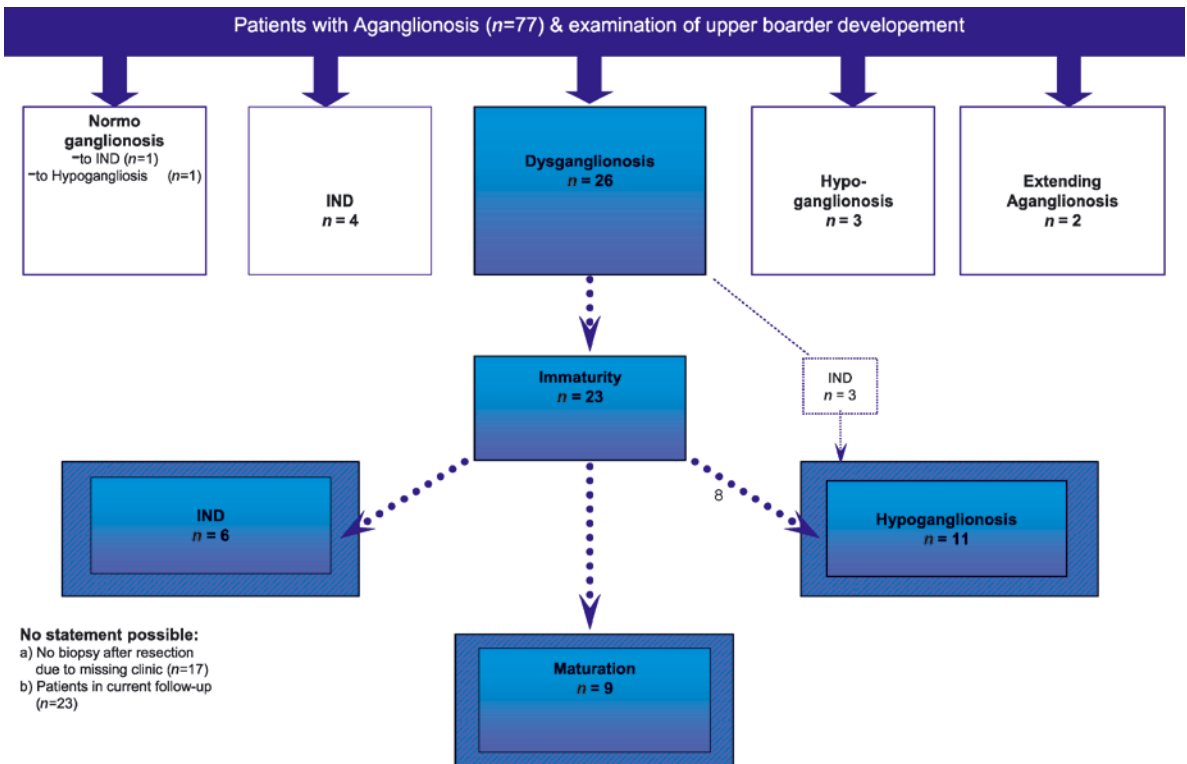 Patients with Aganglionosis (n=77) & examination of upper boarder developement
Normo
ganglionosis
–to IND (n=1)
–to Hypogangliosis (n=1)
IND
n = 4
Dysganglionosis
n = 26
Hypo-
ganglionosis
n = 3
Extending
Aganglionosis
n = 2
Immaturity
n = 23
IND
n = 3
8
IND
n = 6
Hypoganglionosis
n = 11
No statement possible:
a) No biopsy after resection
due to missing clinic (n=17)
b) Patients in current follow-up
(n=23)
Maturation
n = 9